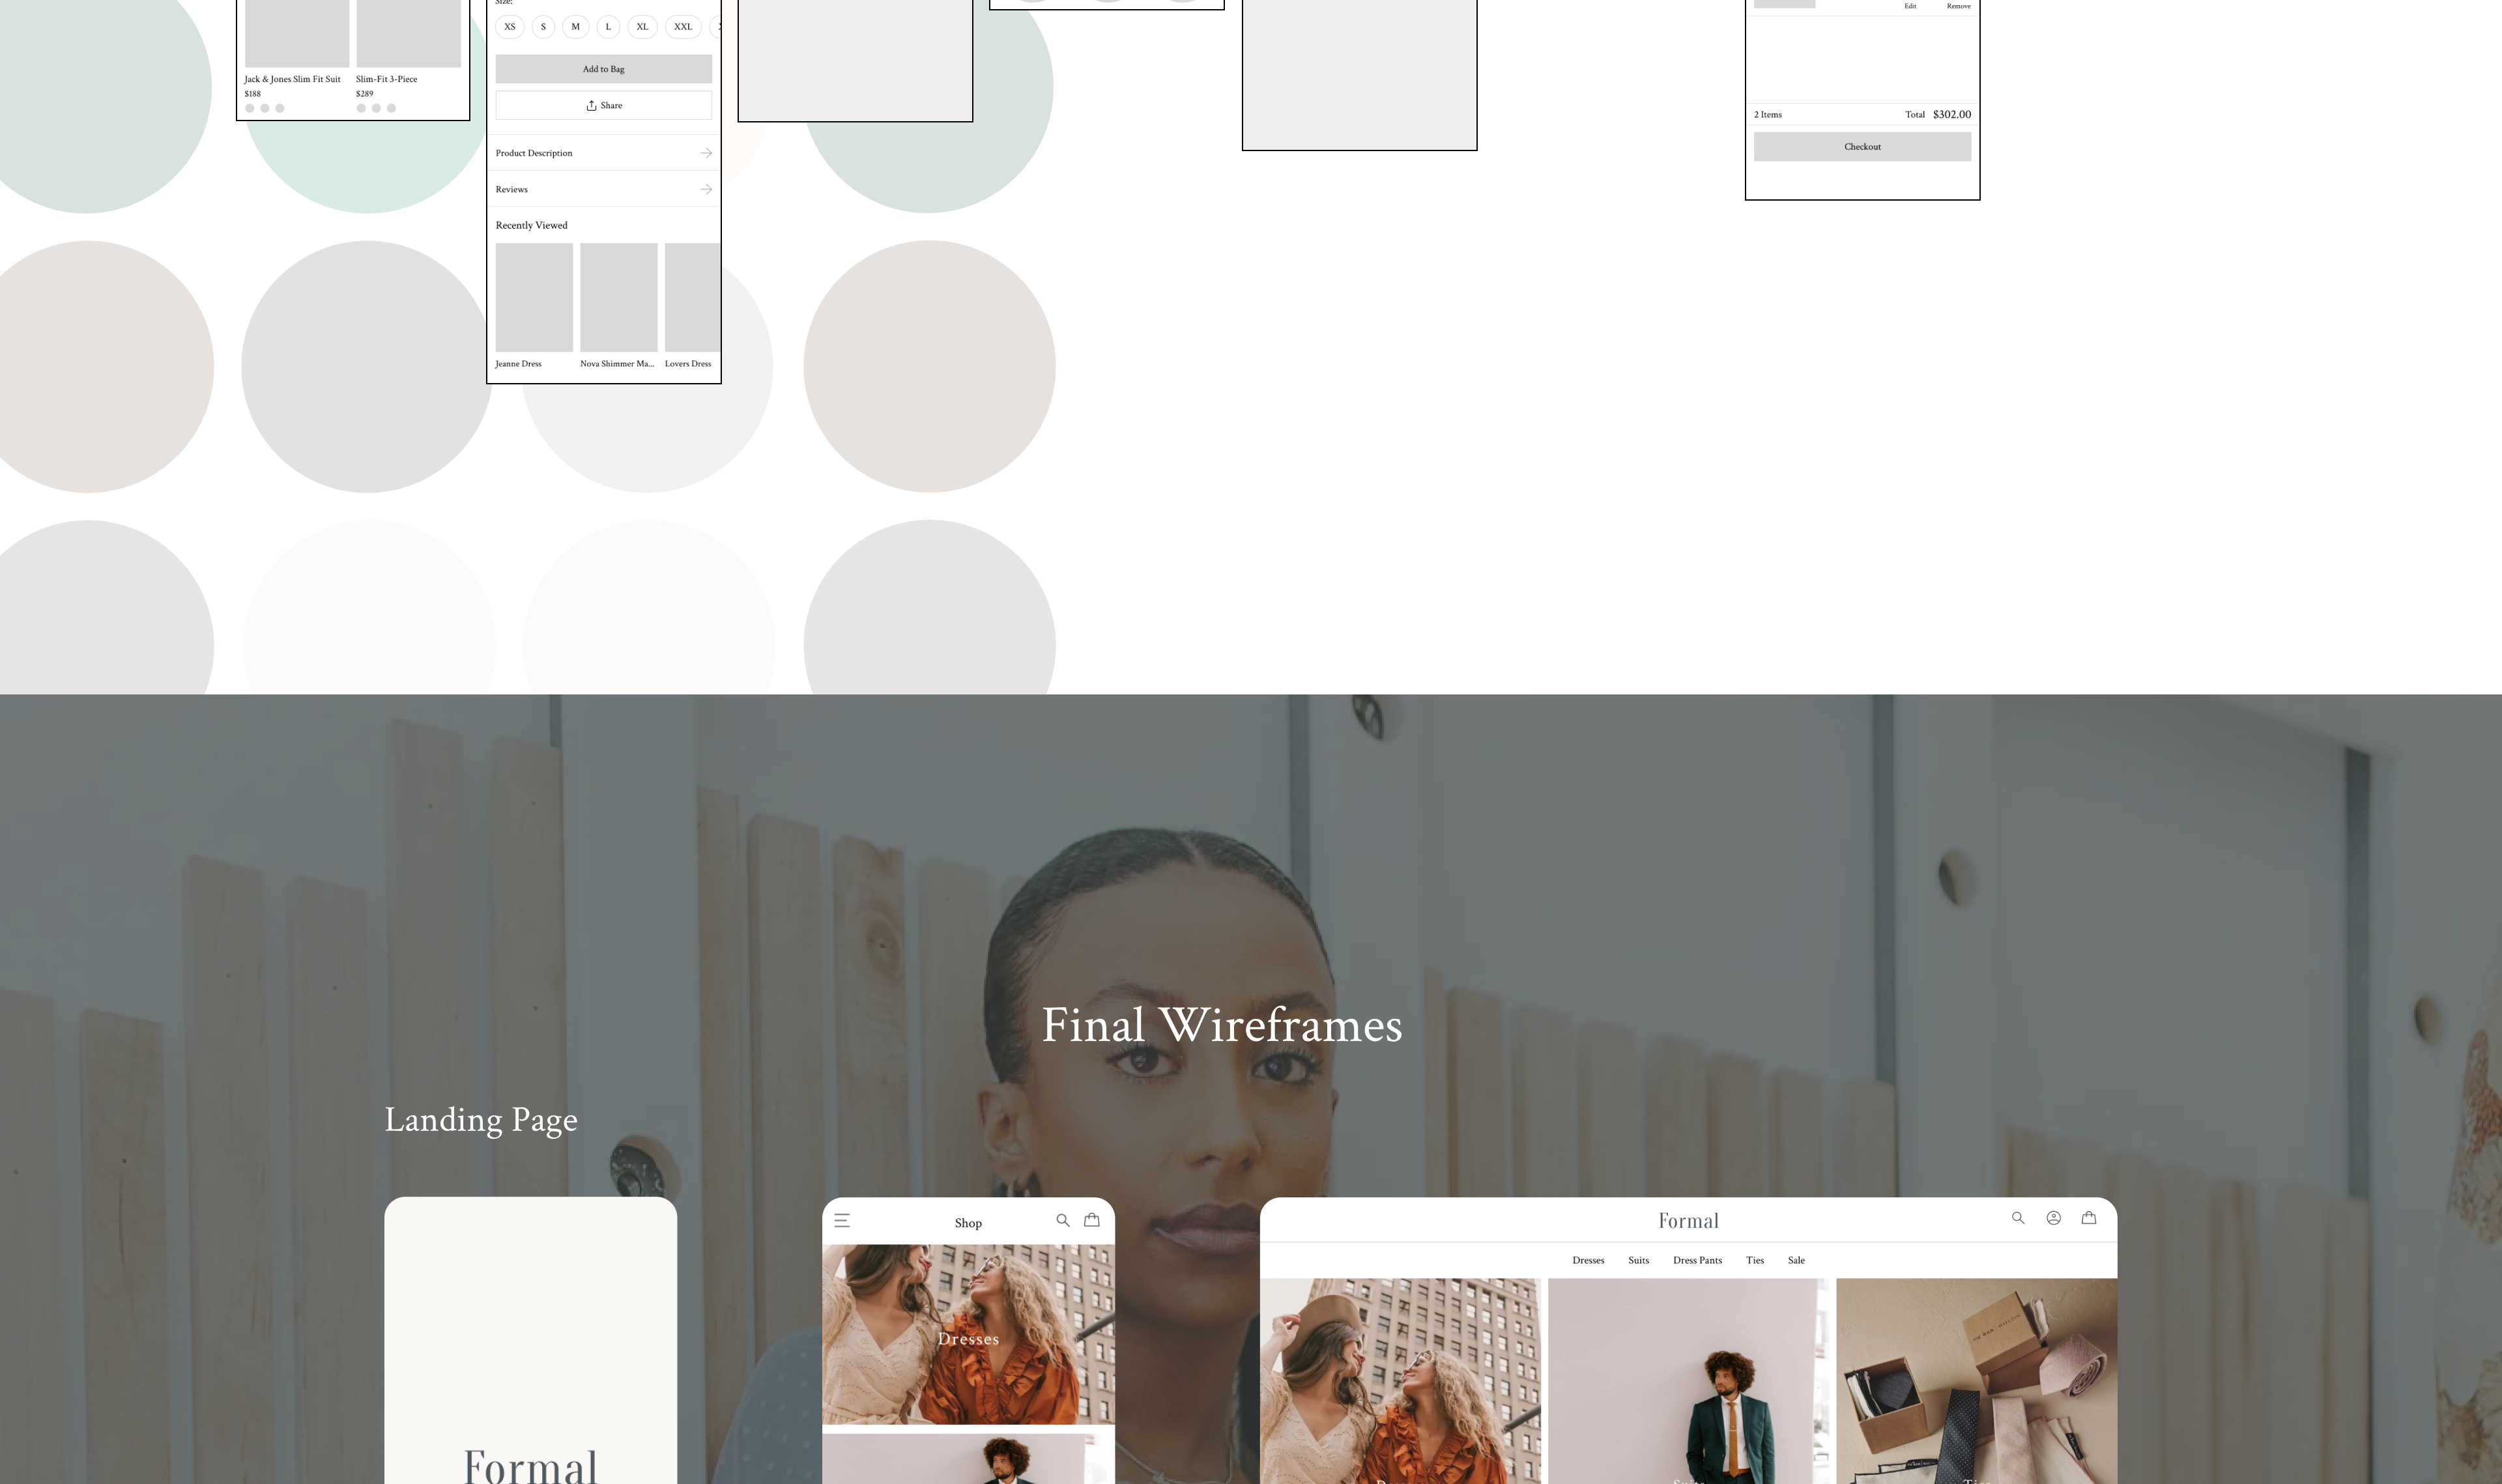 Size:
XS S M L XL XXL
Add to Bag
Share
Product Description
Reviews
Recently Viewed
Jeanne Dress Nova Shimmer Ma... Lovers Dress
Jack & Jones Slim Fit Suit Slim-Fit 3-Piece
$188 $289
Edit Remove
2 Items Total $302.00
Checkout
Final Wireframes
Landing Page
Formal
Shop
Dresses
Formal
Dresses Suits Dress Pants Ties Sale
Suits
Ties